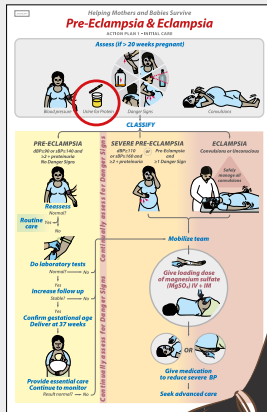 Helping Mothers and Babies Survive
Pre-Eclampsia & Eclampsia
ACTION PLAN 1 • INITIAL CARE
Assess (if > 20 weeks pregnant)
Blood pressure
Urine for Protein
Danger Signs
Convulsion
CLASSIFY
PRE-ECLAMPSIA
dBP≥90 or sBP≥140 and
≥2 + proteinuria
No Danger Signs
Reassess
Normal?
Routine
care
Yes
No
Do laboratory tests
Normal? No
Yes
Increase follow up
Stable? No
Yes
Confirm gestational age
Deliver at 37 weeks
Provide essential care
Continue to monitor
Result normal? No
Continually assess for Danger Signs
Continually assess for Danger Signs
SEVERE PRE-ECLAMPSIA
dBP≥110
or sBP≥160 and
≥2 + proteinuria
or
Pre-Eclampsia
and
≥1 Danger Sign
ECLAMPSIA
Convulsions or Unconscious
Safely
manage all
convulsions
Mobilize team
Give loading dose
of magnesium sulfate
(MgSO₄) IV + IM
OR
Give medication
to reduce severe BP
Seek advanced care